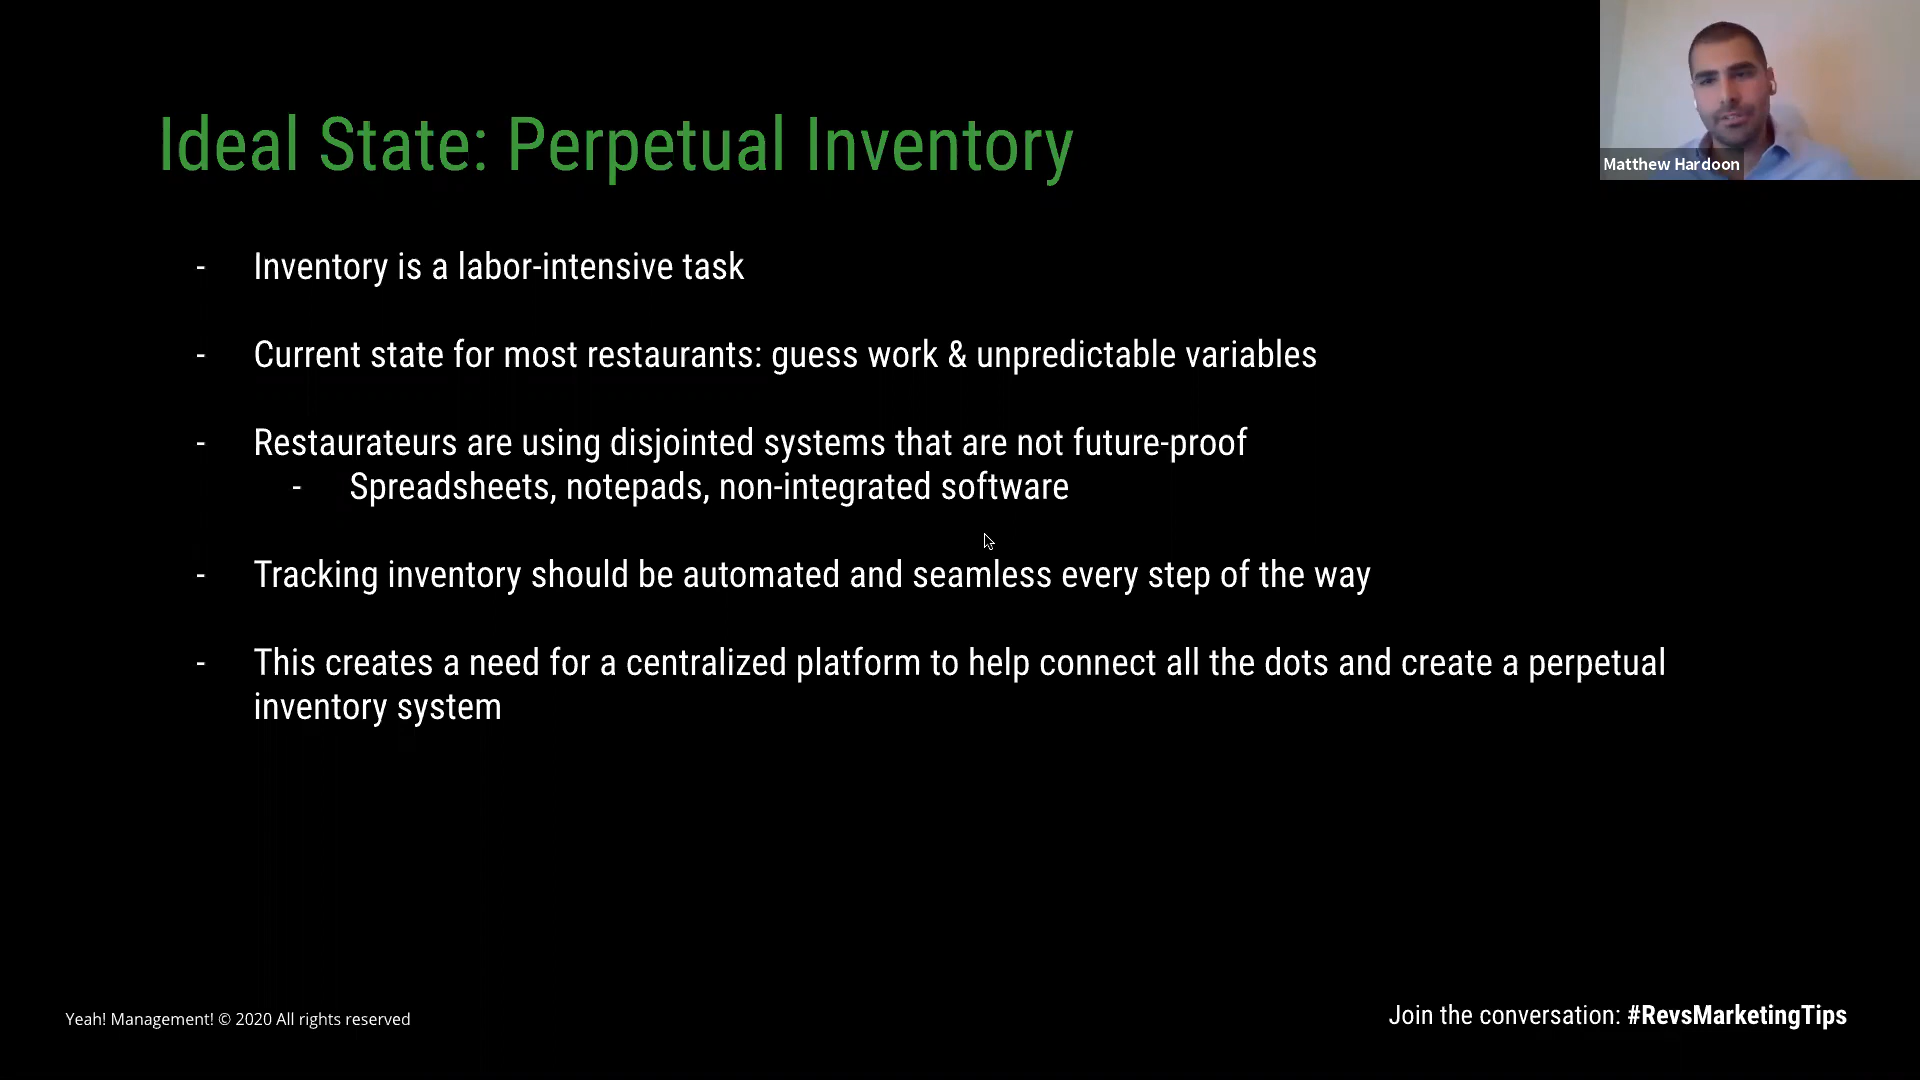 Matthew Hardoon
Ideal State: Perpetual Inventory
- Inventory is a labor-intensive task
- Current state for most restaurants: guess work & unpredictable variables
- Restaurateurs are using disjointed systems that are not future-proof
- Spreadsheets, notepads, non-integrated software
- Tracking inventory should be automated and seamless every step of the way
- This creates a need for a centralized platform to help connect all the dots and create a perpetual
inventory system
Yeah! Management! © 2020 All rights reserved
Join the conversation: #RevsMarketingTips